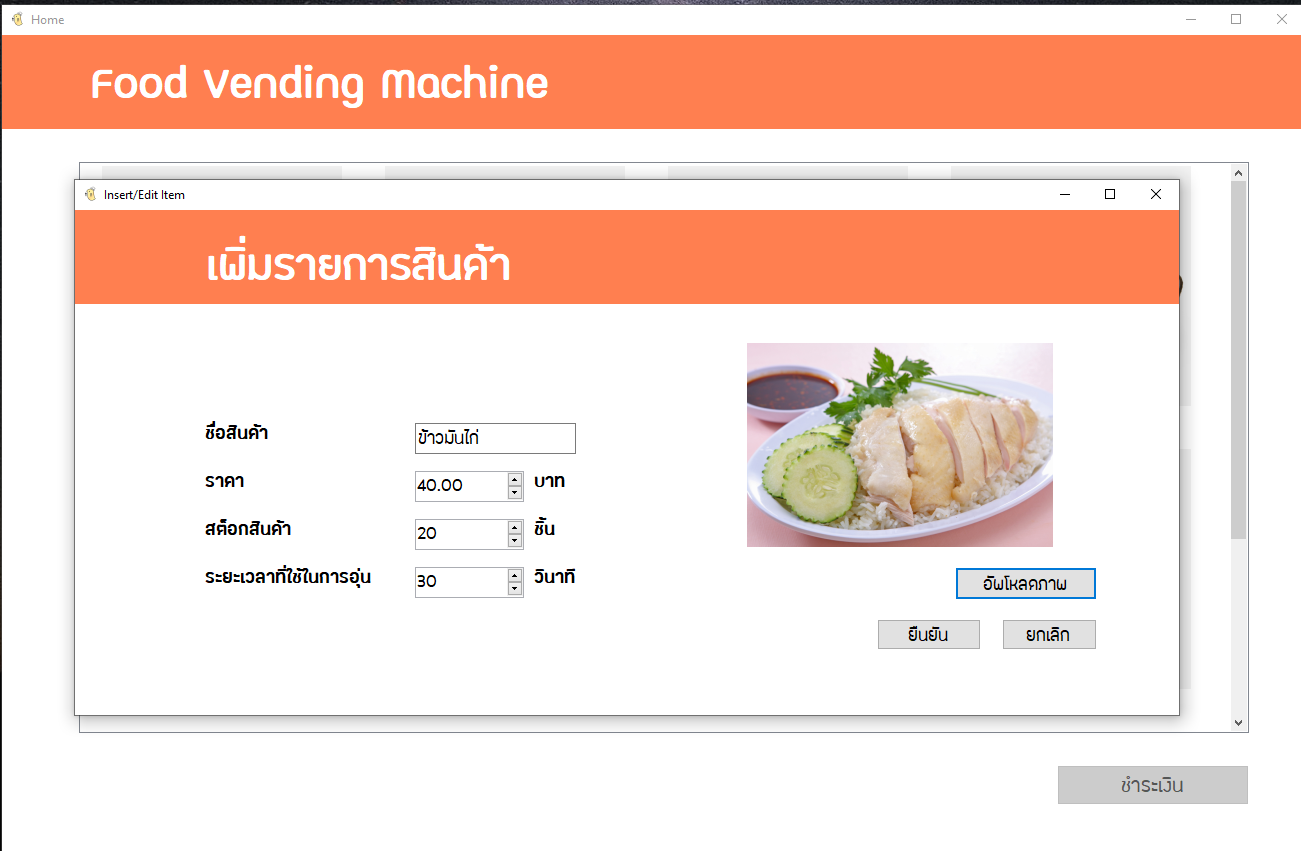 Home
Food Vending Machine
Insert/Edit Item
เพิ่มรายการสินค้า
ชื่อสินค้า ข้าวมันไก่
ราคา 40.00 บาท
สต็อกสินค้า 20 ชิ้น
ระยะเวลาที่ใช้ในการอุ่น 30 วินาที
อัพโหลดภาพ
ยืนยัน ยกเลิก
ชำระเงิน